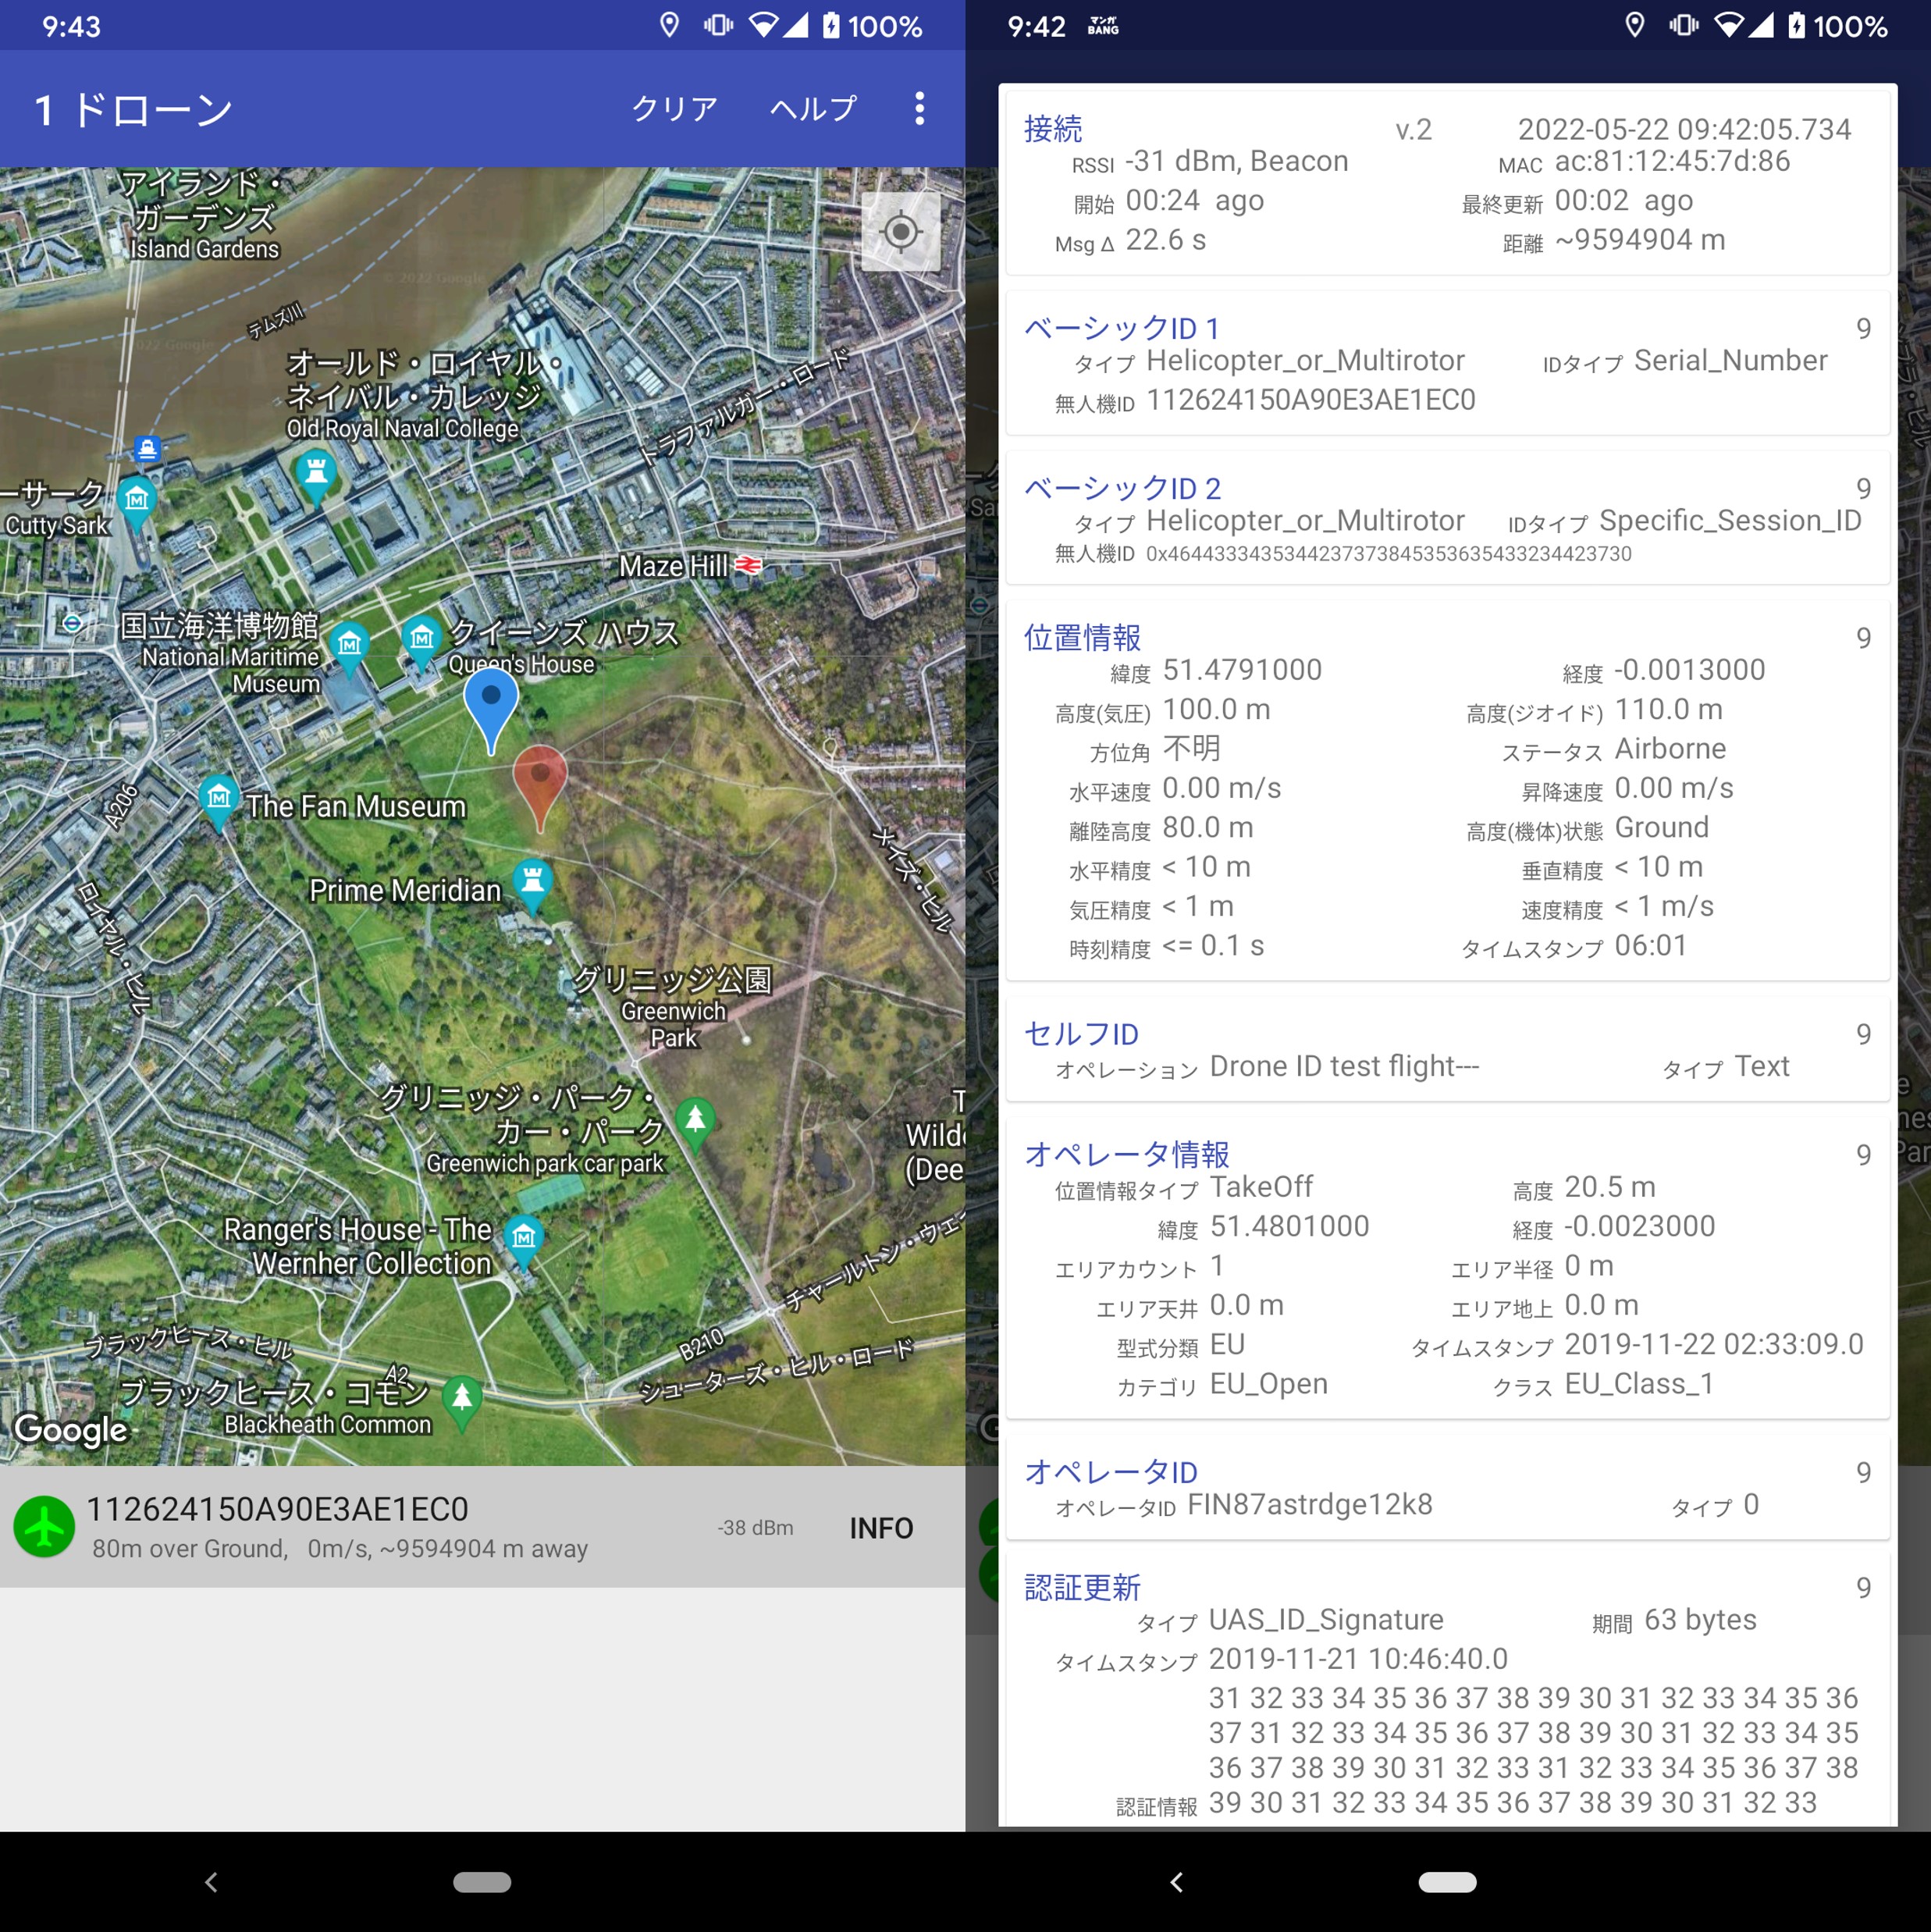 9:43
100%
1 ドローン
クリア
ヘルプ
アイランド・
ガーデンズ
Island Gardens
© 2022 Google
2022 Google
テムズ川
オールド・ロイヤル・
ネイバル・カレッジ
Old Royal Naval College
トラファルガー・ロード
ーサーク
Cutty Sark
Maze Hill
国立海洋博物館
National Maritime
Museum
クイーンズ ハウス
Queen's House
A206
The Fan Museum
Prime Meridian
メイズ・ヒル
ロイヤル・ヒル
グリニッジ公園
Greenwich
Park
グリニッジ・パーク・
カー・パーク
Greenwich park car park
T
Wild
(Dee
Ranger's House - The
Wernher Collection
チャールトン・ウェイ
B210
ブラックヒース・ヒル
A2
シューターズ・ヒル・ロード
ブラックヒース・コモン
Blackheath Common
Google
112624150A90E3AE1EC0
80m over Ground, 0m/s, ~9594904 m away
-38 dBm
INFO
9:42 マンガ BANG
100%
接続 v.2 2022-05-22 09:42:05.734
RSSI -31 dBm, Beacon MAC ac:81:12:45:7d:86
開始 00:24 ago 最終更新 00:02 ago
Msg Δ 22.6 s 距離 ~9594904 m
ベーシックID 1 9
タイプ Helicopter_or_Multirotor IDタイプ Serial_Number
無人機ID 112624150A90E3AE1EC0
ベーシックID 2 9
タイプ Helicopter_or_Multirotor IDタイプ Specific_Session_ID
無人機ID 0x4644333435344237373845353635433234423730
位置情報 9
緯度 51.4791000 経度 -0.0013000
高度(気圧) 100.0 m 高度(ジオイド) 110.0 m
方位角 不明 ステータス Airborne
水平速度 0.00 m/s 昇降速度 0.00 m/s
離陸高度 80.0 m 高度(機体)状態 Ground
水平精度 < 10 m 垂直精度 < 10 m
気圧精度 < 1 m 速度精度 < 1 m/s
時刻精度 <= 0.1 s タイムスタンプ 06:01
セルフID 9
オペレーション Drone ID test flight--- タイプ Text
オペレータ情報 9
位置情報タイプ TakeOff 高度 20.5 m
緯度 51.4801000 経度 -0.0023000
エリアカウント 1 エリア半径 0 m
エリア天井 0.0 m エリア地上 0.0 m
型式分類 EU タイムスタンプ 2019-11-22 02:33:09.0
カテゴリ EU_Open クラス EU_Class_1
オペレータID 9
オペレータID FIN87astrdge12k8 タイプ 0
認証更新 9
タイプ UAS_ID_Signature 期間 63 bytes
タイムスタンプ 2019-11-21 10:46:40.0
31 32 33 34 35 36 37 38 39 30 31 32 33 34 35 36
37 31 32 33 34 35 36 37 38 39 30 31 32 33 34 35
36 37 38 39 30 31 32 33 31 32 33 34 35 36 37 38
認証情報 39 30 31 32 33 34 35 36 37 38 39 30 31 32 33